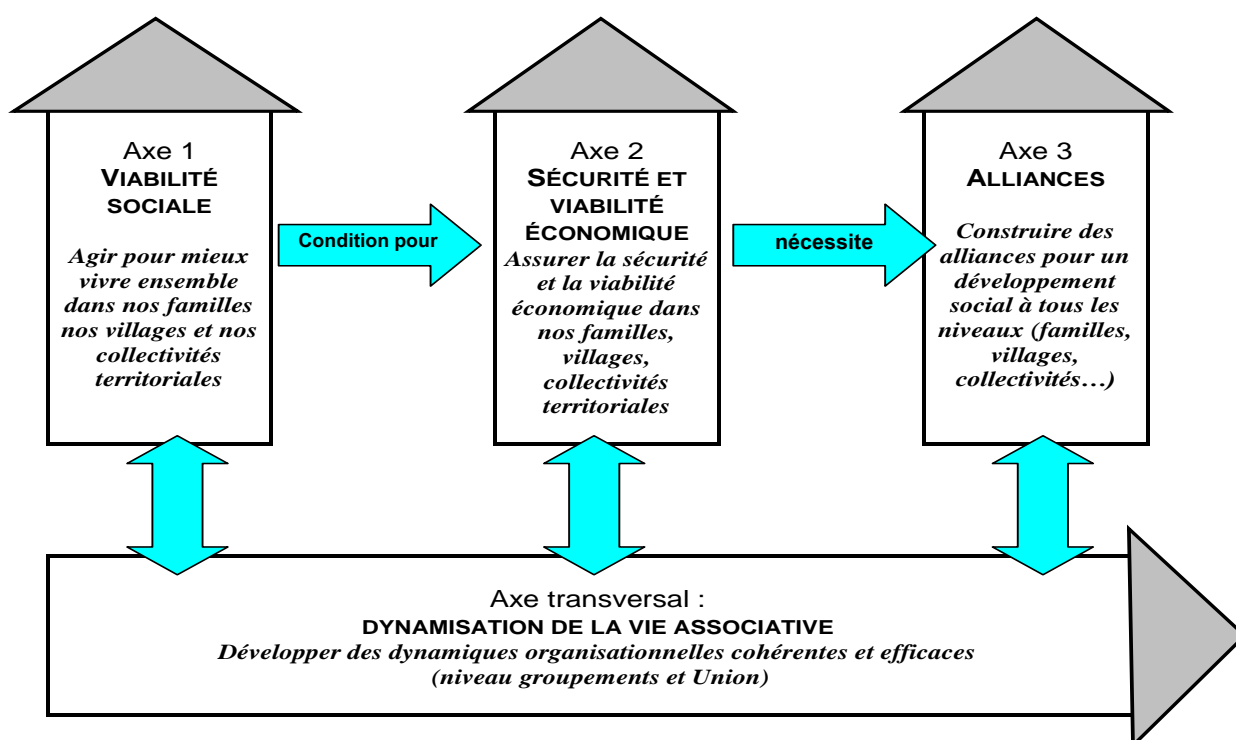 Axe 1
VIABILITÉ
SOCIALE
Agir pour mieux
vivre ensemble
dans nos familles
nos villages et nos
collectivités
territoriales
Condition pour
Axe 2
SÉCURITÉ ET
VIABILITÉ
ÉCONOMIQUE
Assurer la sécurité
et la viabilité
économique dans
nos familles,
villages,
collectivités
territoriales
nécessite
Axe 3
ALLIANCES
Construire des
alliances pour un
développement
social à tous les
niveaux (familles,
villages,
collectivités…)
Axe transversal :
DYNAMISATION DE LA VIE ASSOCIATIVE
Développer des dynamiques organisationnelles cohérentes et efficaces
(niveau groupements et Union)